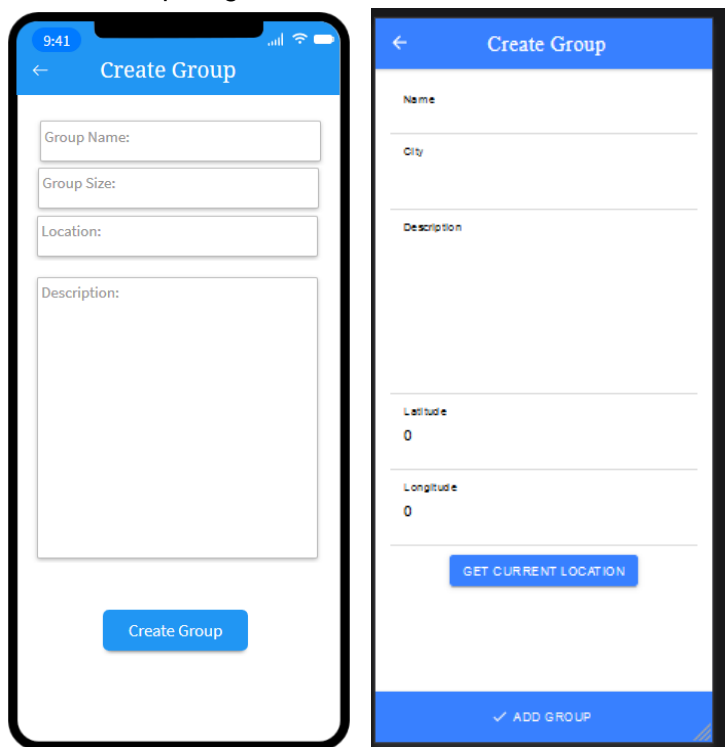 9:41
Create Group
Group Name:
Group Size:
Location:
Description:
Create Group
Create Group
Name
City
Description
Latitude
0
Longitude
0
GET CURRENT LOCATION
ADD GROUP